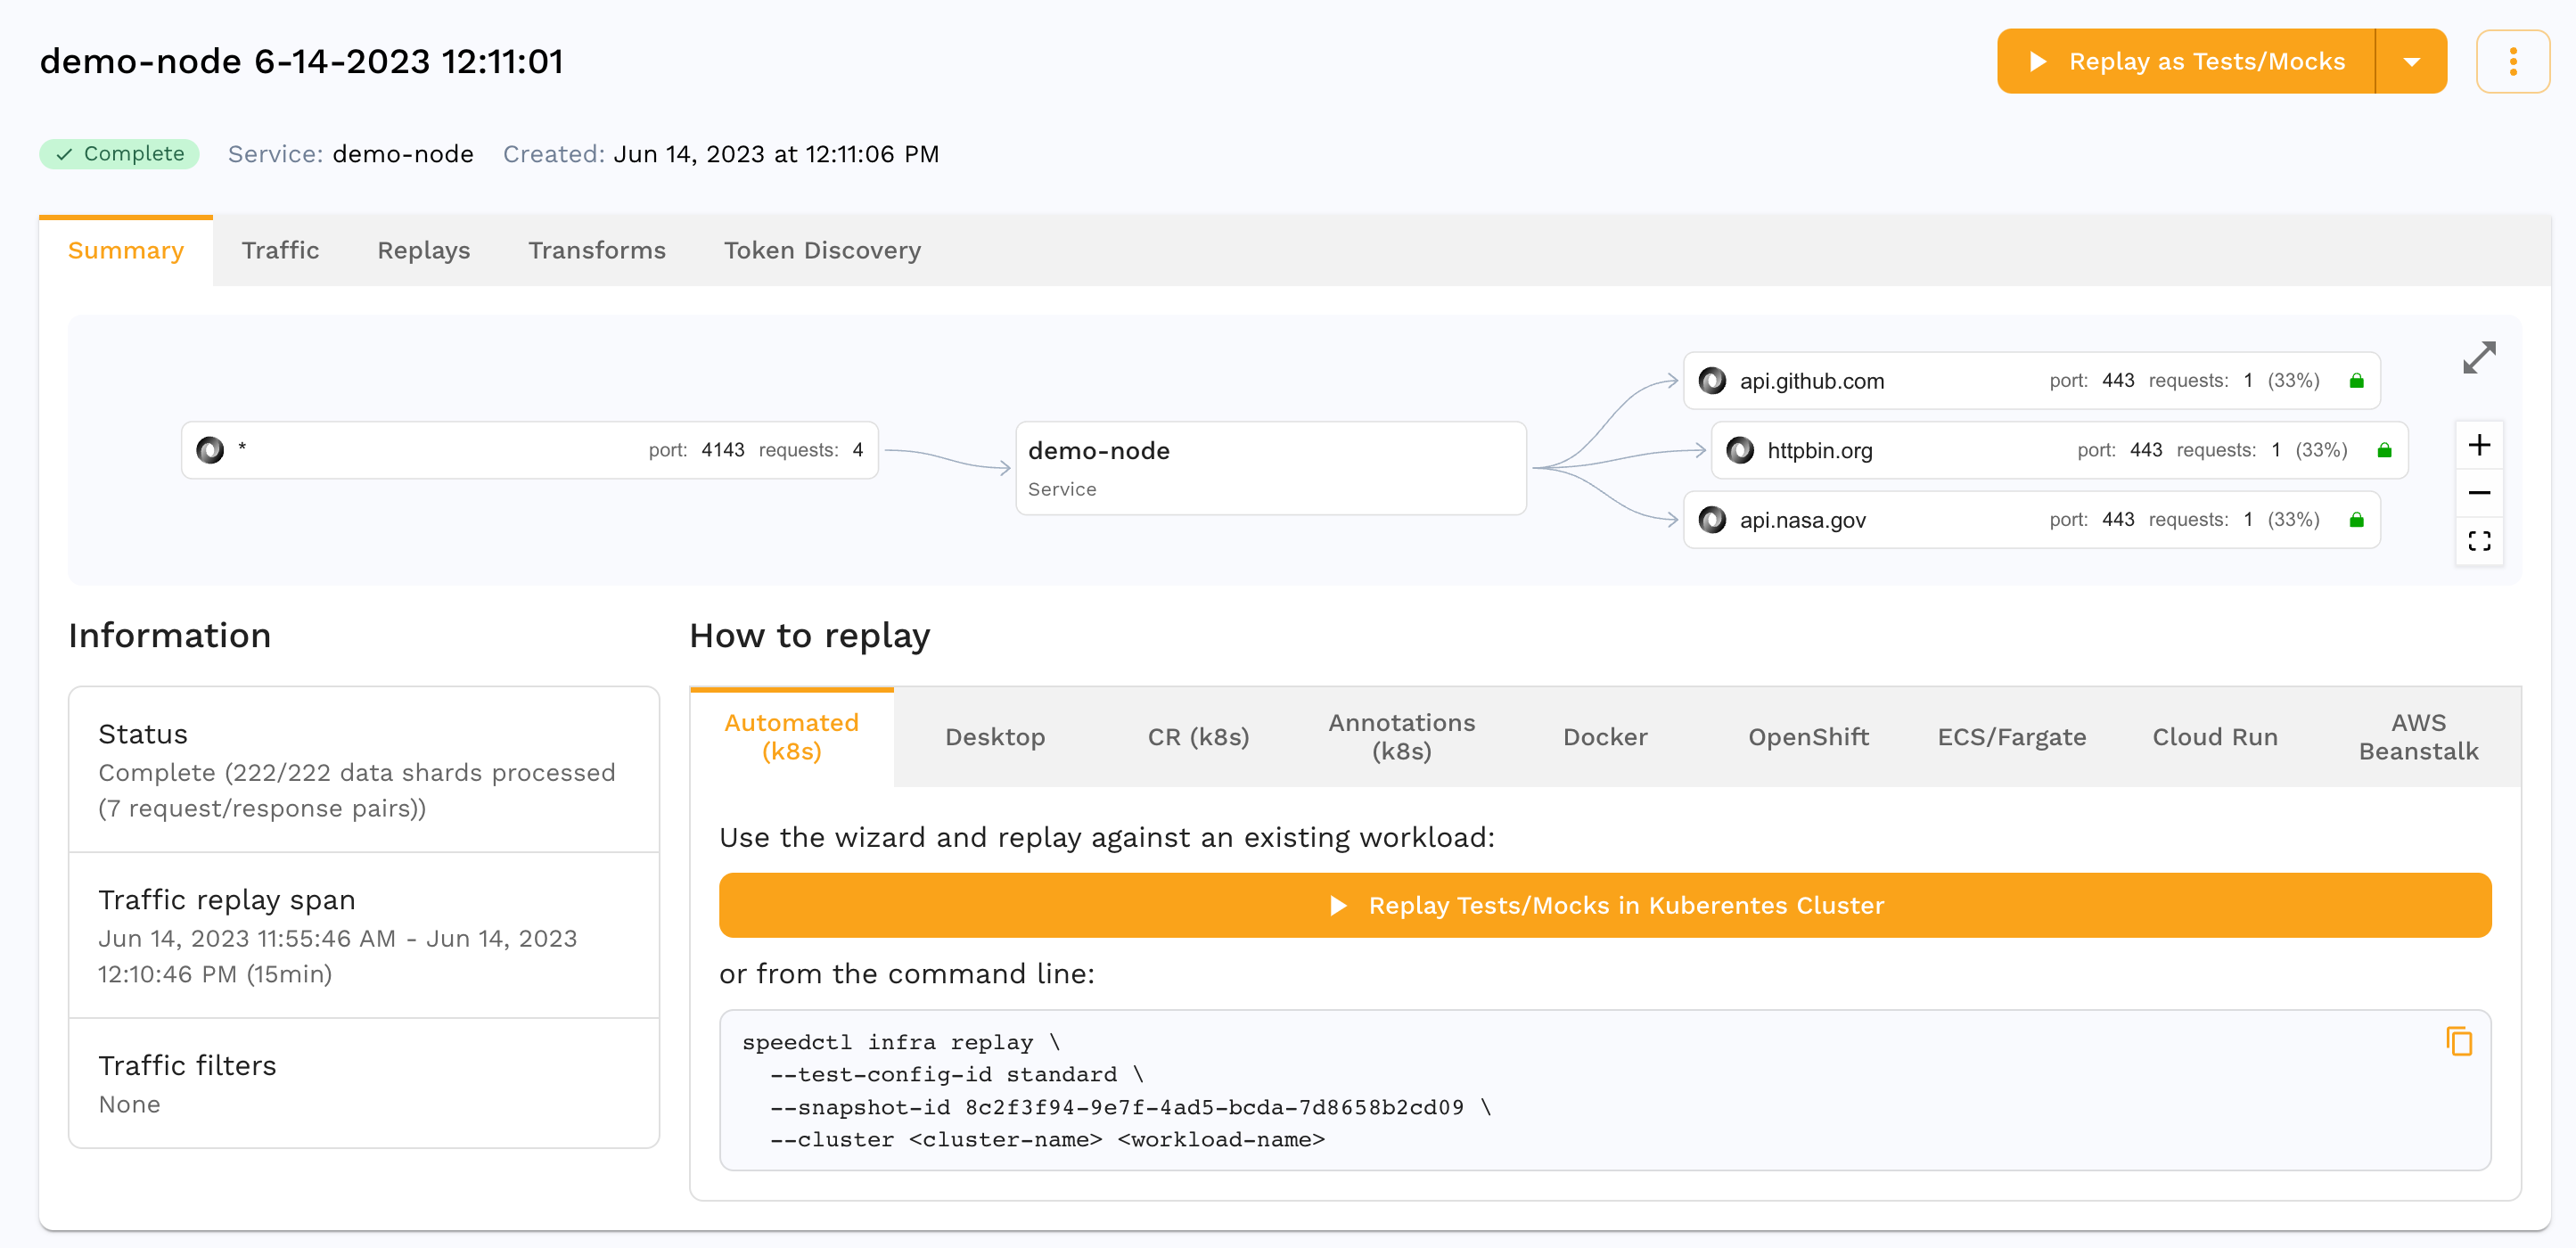 demo-node 6-14-2023 12:11:01
Replay as Tests/Mocks
Complete Service: demo-node Created: Jun 14, 2023 at 12:11:06 PM
Summary Traffic Replays Transforms Token Discovery
api.github.com port: 443 requests: 1 (33%)
* port: 4143 requests: 4
demo-node
Service
httpbin.org port: 443 requests: 1 (33%)
api.nasa.gov port: 443 requests: 1 (33%)
Information
Status
Complete (222/222 data shards processed
(7 request/response pairs))
Traffic replay span
Jun 14, 2023 11:55:46 AM - Jun 14, 2023
12:10:46 PM (15min)
Traffic filters
None
How to replay
Automated
(k8s)
Desktop
CR (k8s)
Annotations
(k8s)
Docker
OpenShift
ECS/Fargate
Cloud Run
AWS
Beanstalk
Use the wizard and replay against an existing workload:
Replay Tests/Mocks in Kuberentes Cluster
or from the command line:
speedctl infra replay \
--test-config-id standard \
--snapshot-id 8c2f3f94-9e7f-4ad5-bcda-7d8658b2cd09 \
--cluster <cluster-name> <workload-name>